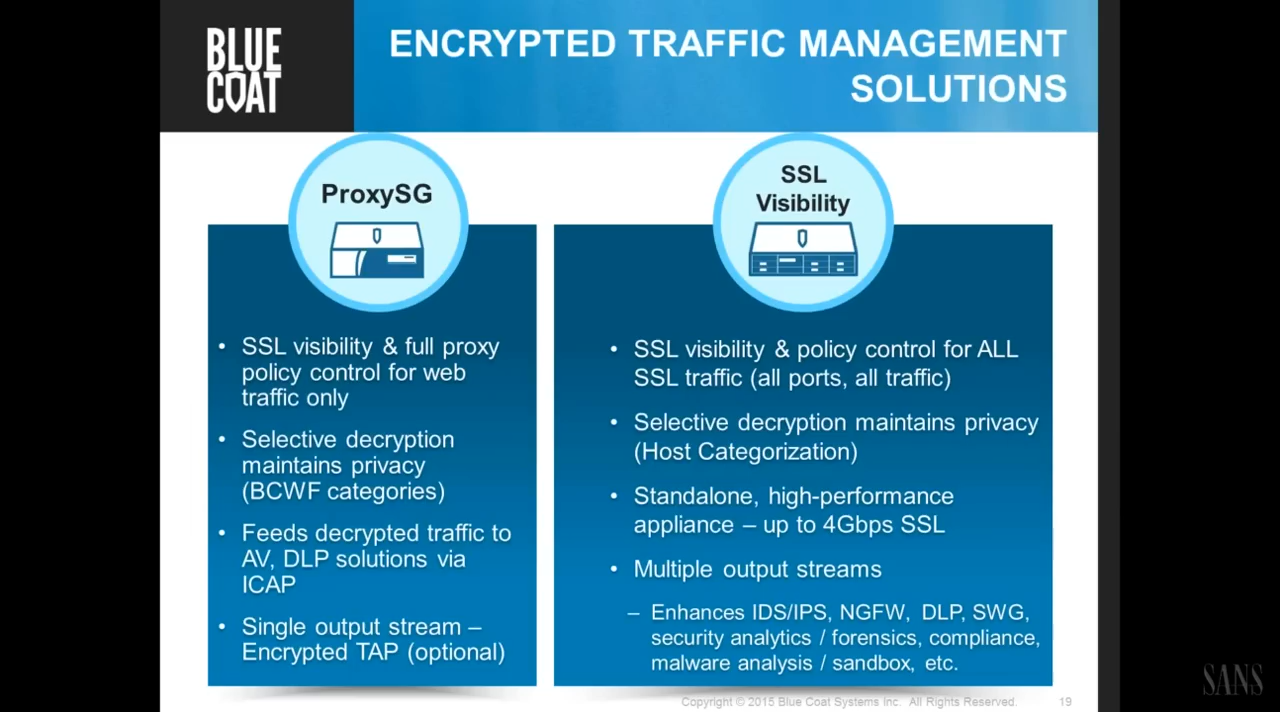 BLUE
COAT
ENCRYPTED TRAFFIC MANAGEMENT
SOLUTIONS
ProxySG
• SSL visibility & full proxy
policy control for web
traffic only
• Selective decryption
maintains privacy
(BCWF categories)
• Feeds decrypted traffic to
AV, DLP solutions via
ICAP
• Single output stream –
Encrypted TAP (optional)
SSL
Visibility
• SSL visibility & policy control for ALL
SSL traffic (all ports, all traffic)
• Selective decryption maintains privacy
(Host Categorization)
• Standalone, high-performance
appliance – up to 4Gbps SSL
• Multiple output streams
– Enhances IDS/IPS, NGFW, DLP, SWG,
security analytics / forensics, compliance,
malware analysis / sandbox, etc.
Copyright © 2015 Blue Coat Systems Inc. All Rights Reserved. 19
SANS